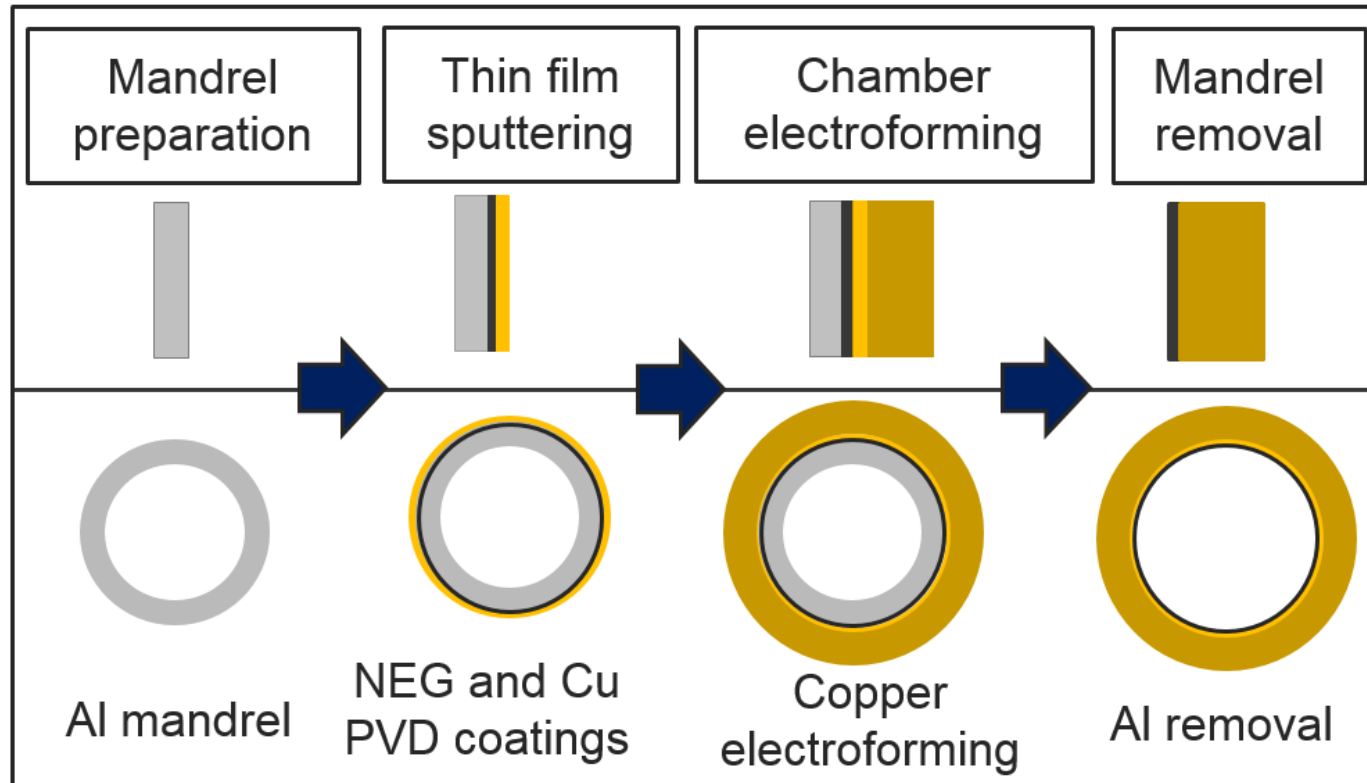 Mandrel
preparation
Thin film
sputtering
Chamber
electroforming
Mandrel
removal
Al mandrel
NEG and Cu
PVD coatings
Copper
electroforming
Al removal